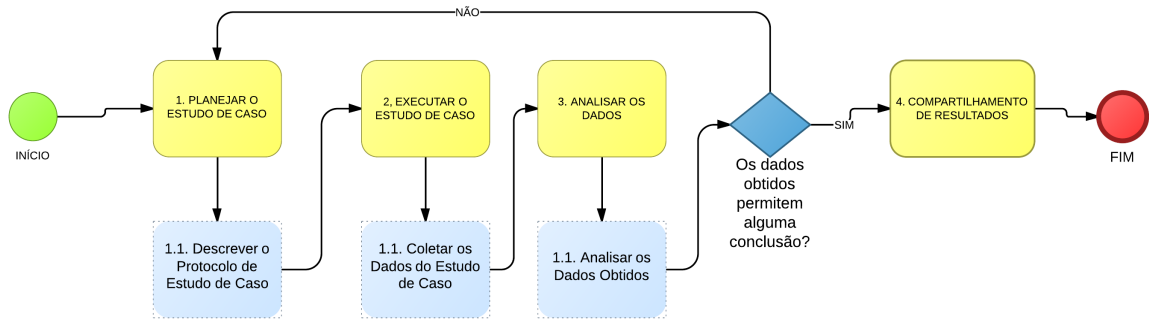 NÃO
INÍCIO
1. PLANEJAR O
ESTUDO DE CASO
2, EXECUTAR O
ESTUDO DE CASO
3. ANALISAR OS
DADOS
SIM
4. COMPARTILHAMENTO
DE RESULTADOS
FIM
Os dados
obtidos
permitem
alguma
conclusão?
1.1. Descrever o
Protocolo de
Estudo de Caso
1.1. Coletar os
Dados do Estudo
de Caso
1.1. Analisar os
Dados Obtidos